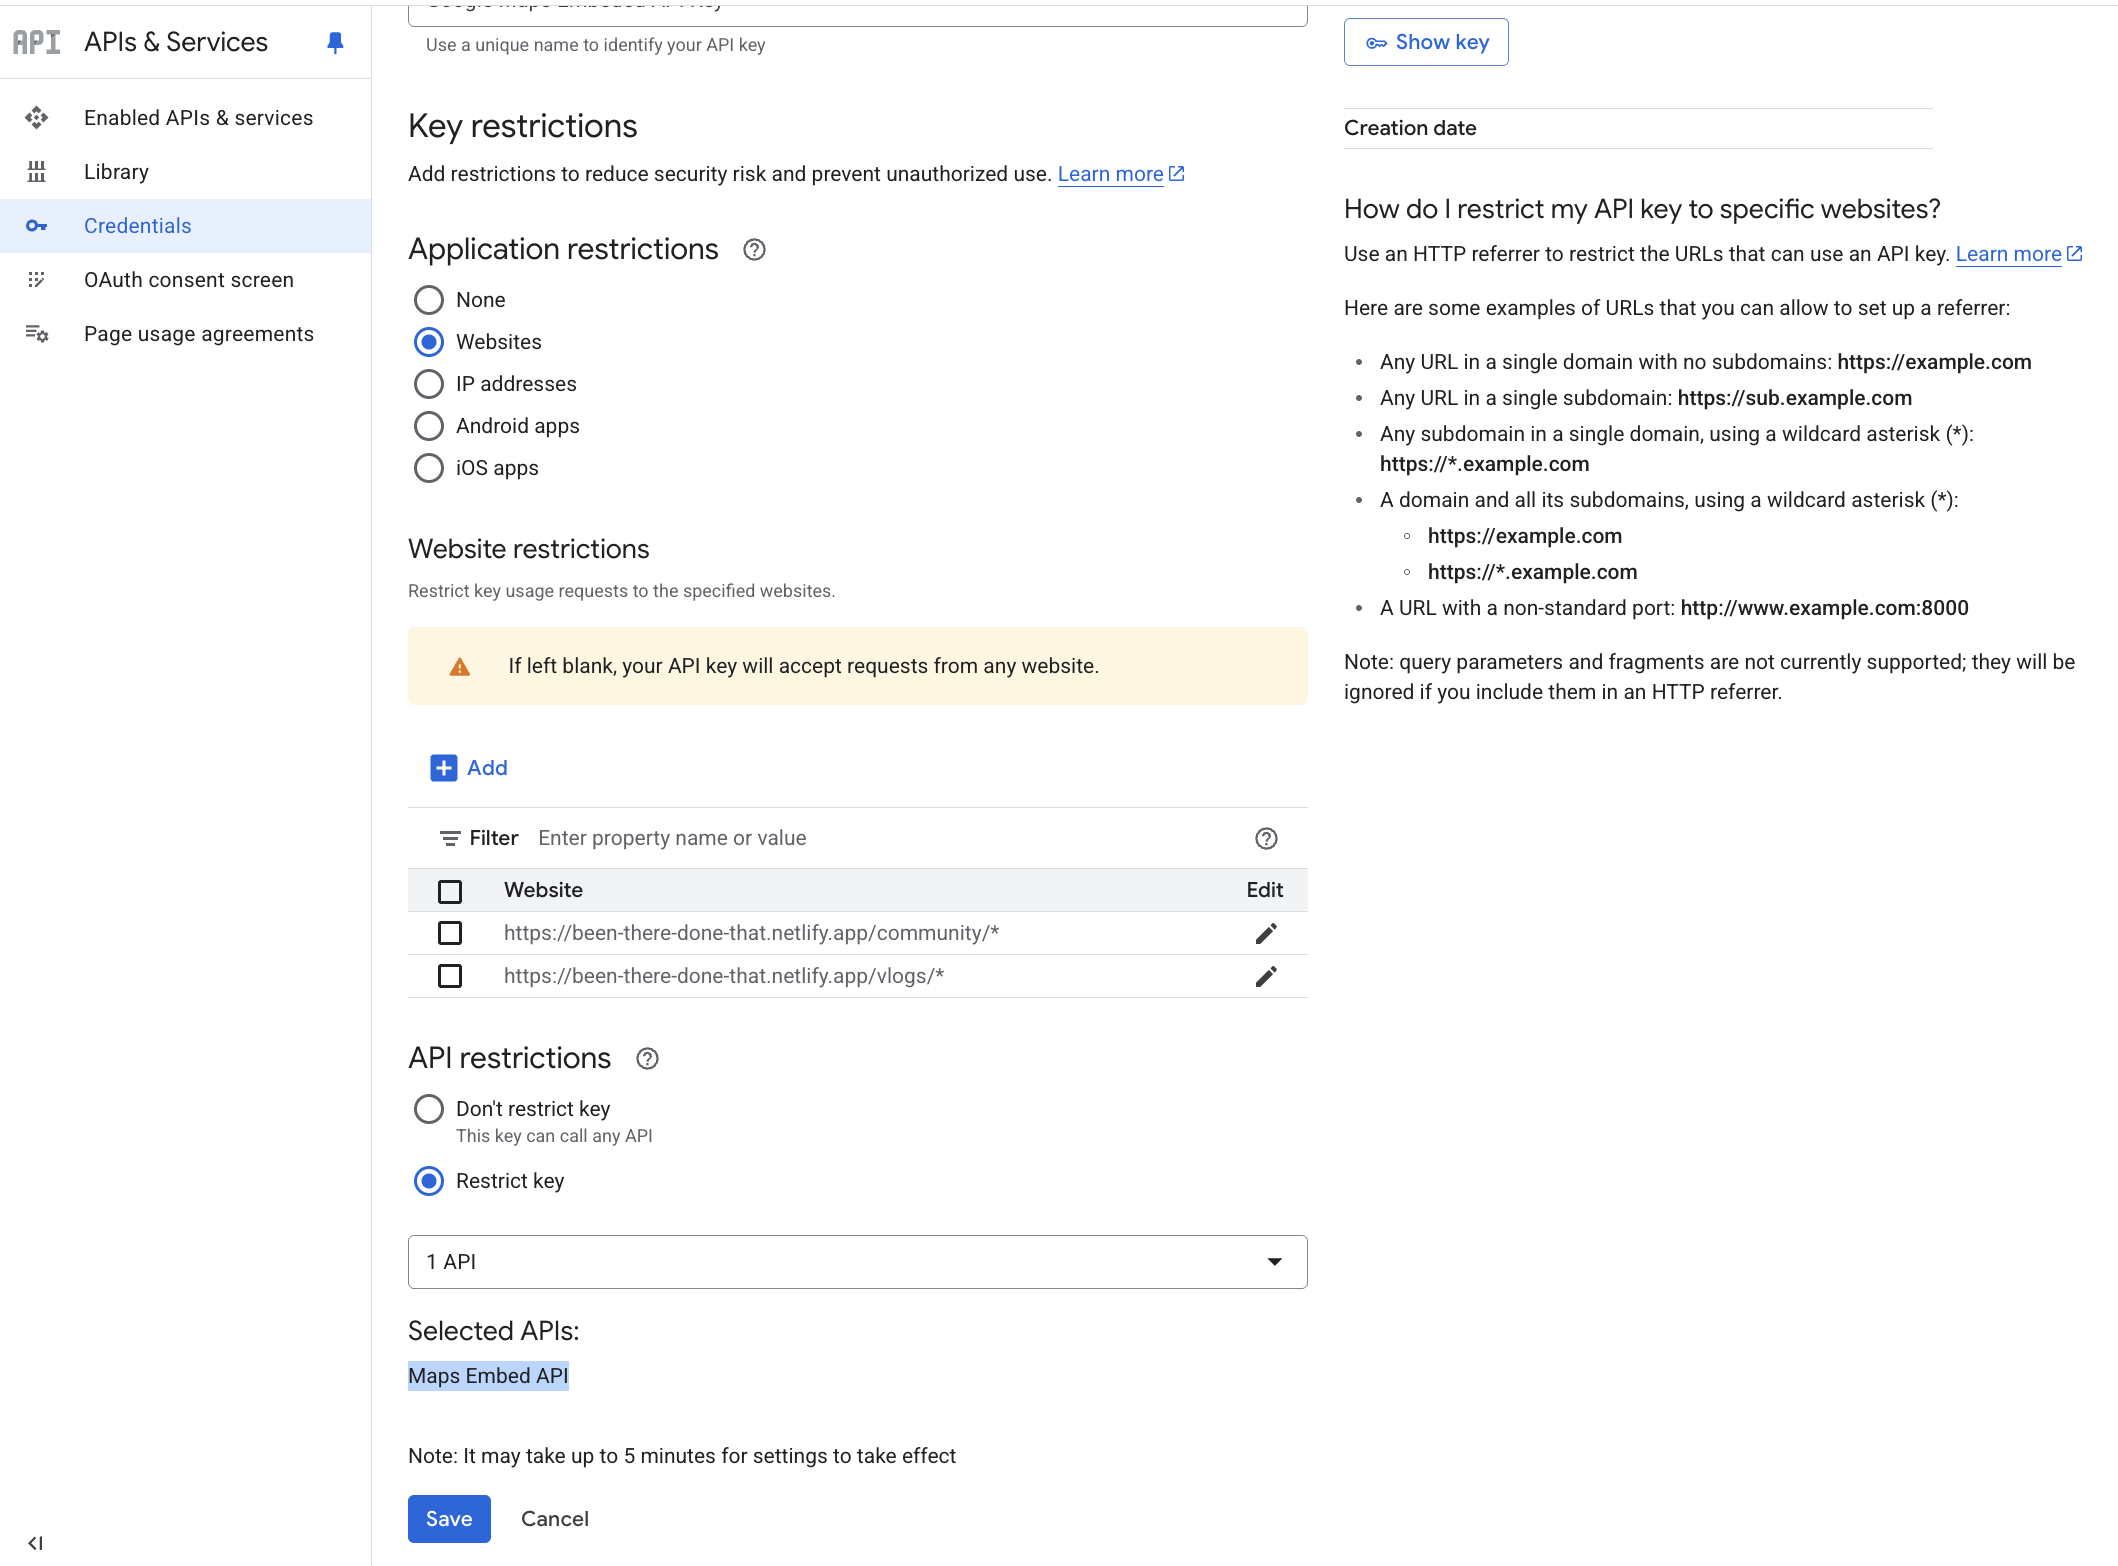 API
APIs & Services
Enabled APIs & services
Library
Credentials
OAuth consent screen
Page usage agreements
Use a unique name to identify your API key
Key restrictions
Add restrictions to reduce security risk and prevent unauthorized use. Learn more
Application restrictions
None
Websites
IP addresses
Android apps
iOS apps
Website restrictions
Restrict key usage requests to the specified websites.
If left blank, your API key will accept requests from any website.
Add
Filter Enter property name or value
Website Edit
https://been-there-done-that.netlify.app/community/*
https://been-there-done-that.netlify.app/vlogs/*
API restrictions
Don't restrict key
This key can call any API
Restrict key
1 API
Selected APIs:
Maps Embed API
Note: It may take up to 5 minutes for settings to take effect
Save Cancel
Show key
Creation date
How do I restrict my API key to specific websites?
Use an HTTP referrer to restrict the URLs that can use an API key. Learn more
Here are some examples of URLs that you can allow to set up a referrer:
• Any URL in a single domain with no subdomains: https://example.com
• Any URL in a single subdomain: https://sub.example.com
• Any subdomain in a single domain, using a wildcard asterisk (*):
https://*.example.com
• A domain and all its subdomains, using a wildcard asterisk (*):
◦ https://example.com
◦ https://*.example.com
• A URL with a non-standard port: http://www.example.com:8000
Note: query parameters and fragments are not currently supported; they will be
ignored if you include them in an HTTP referrer.